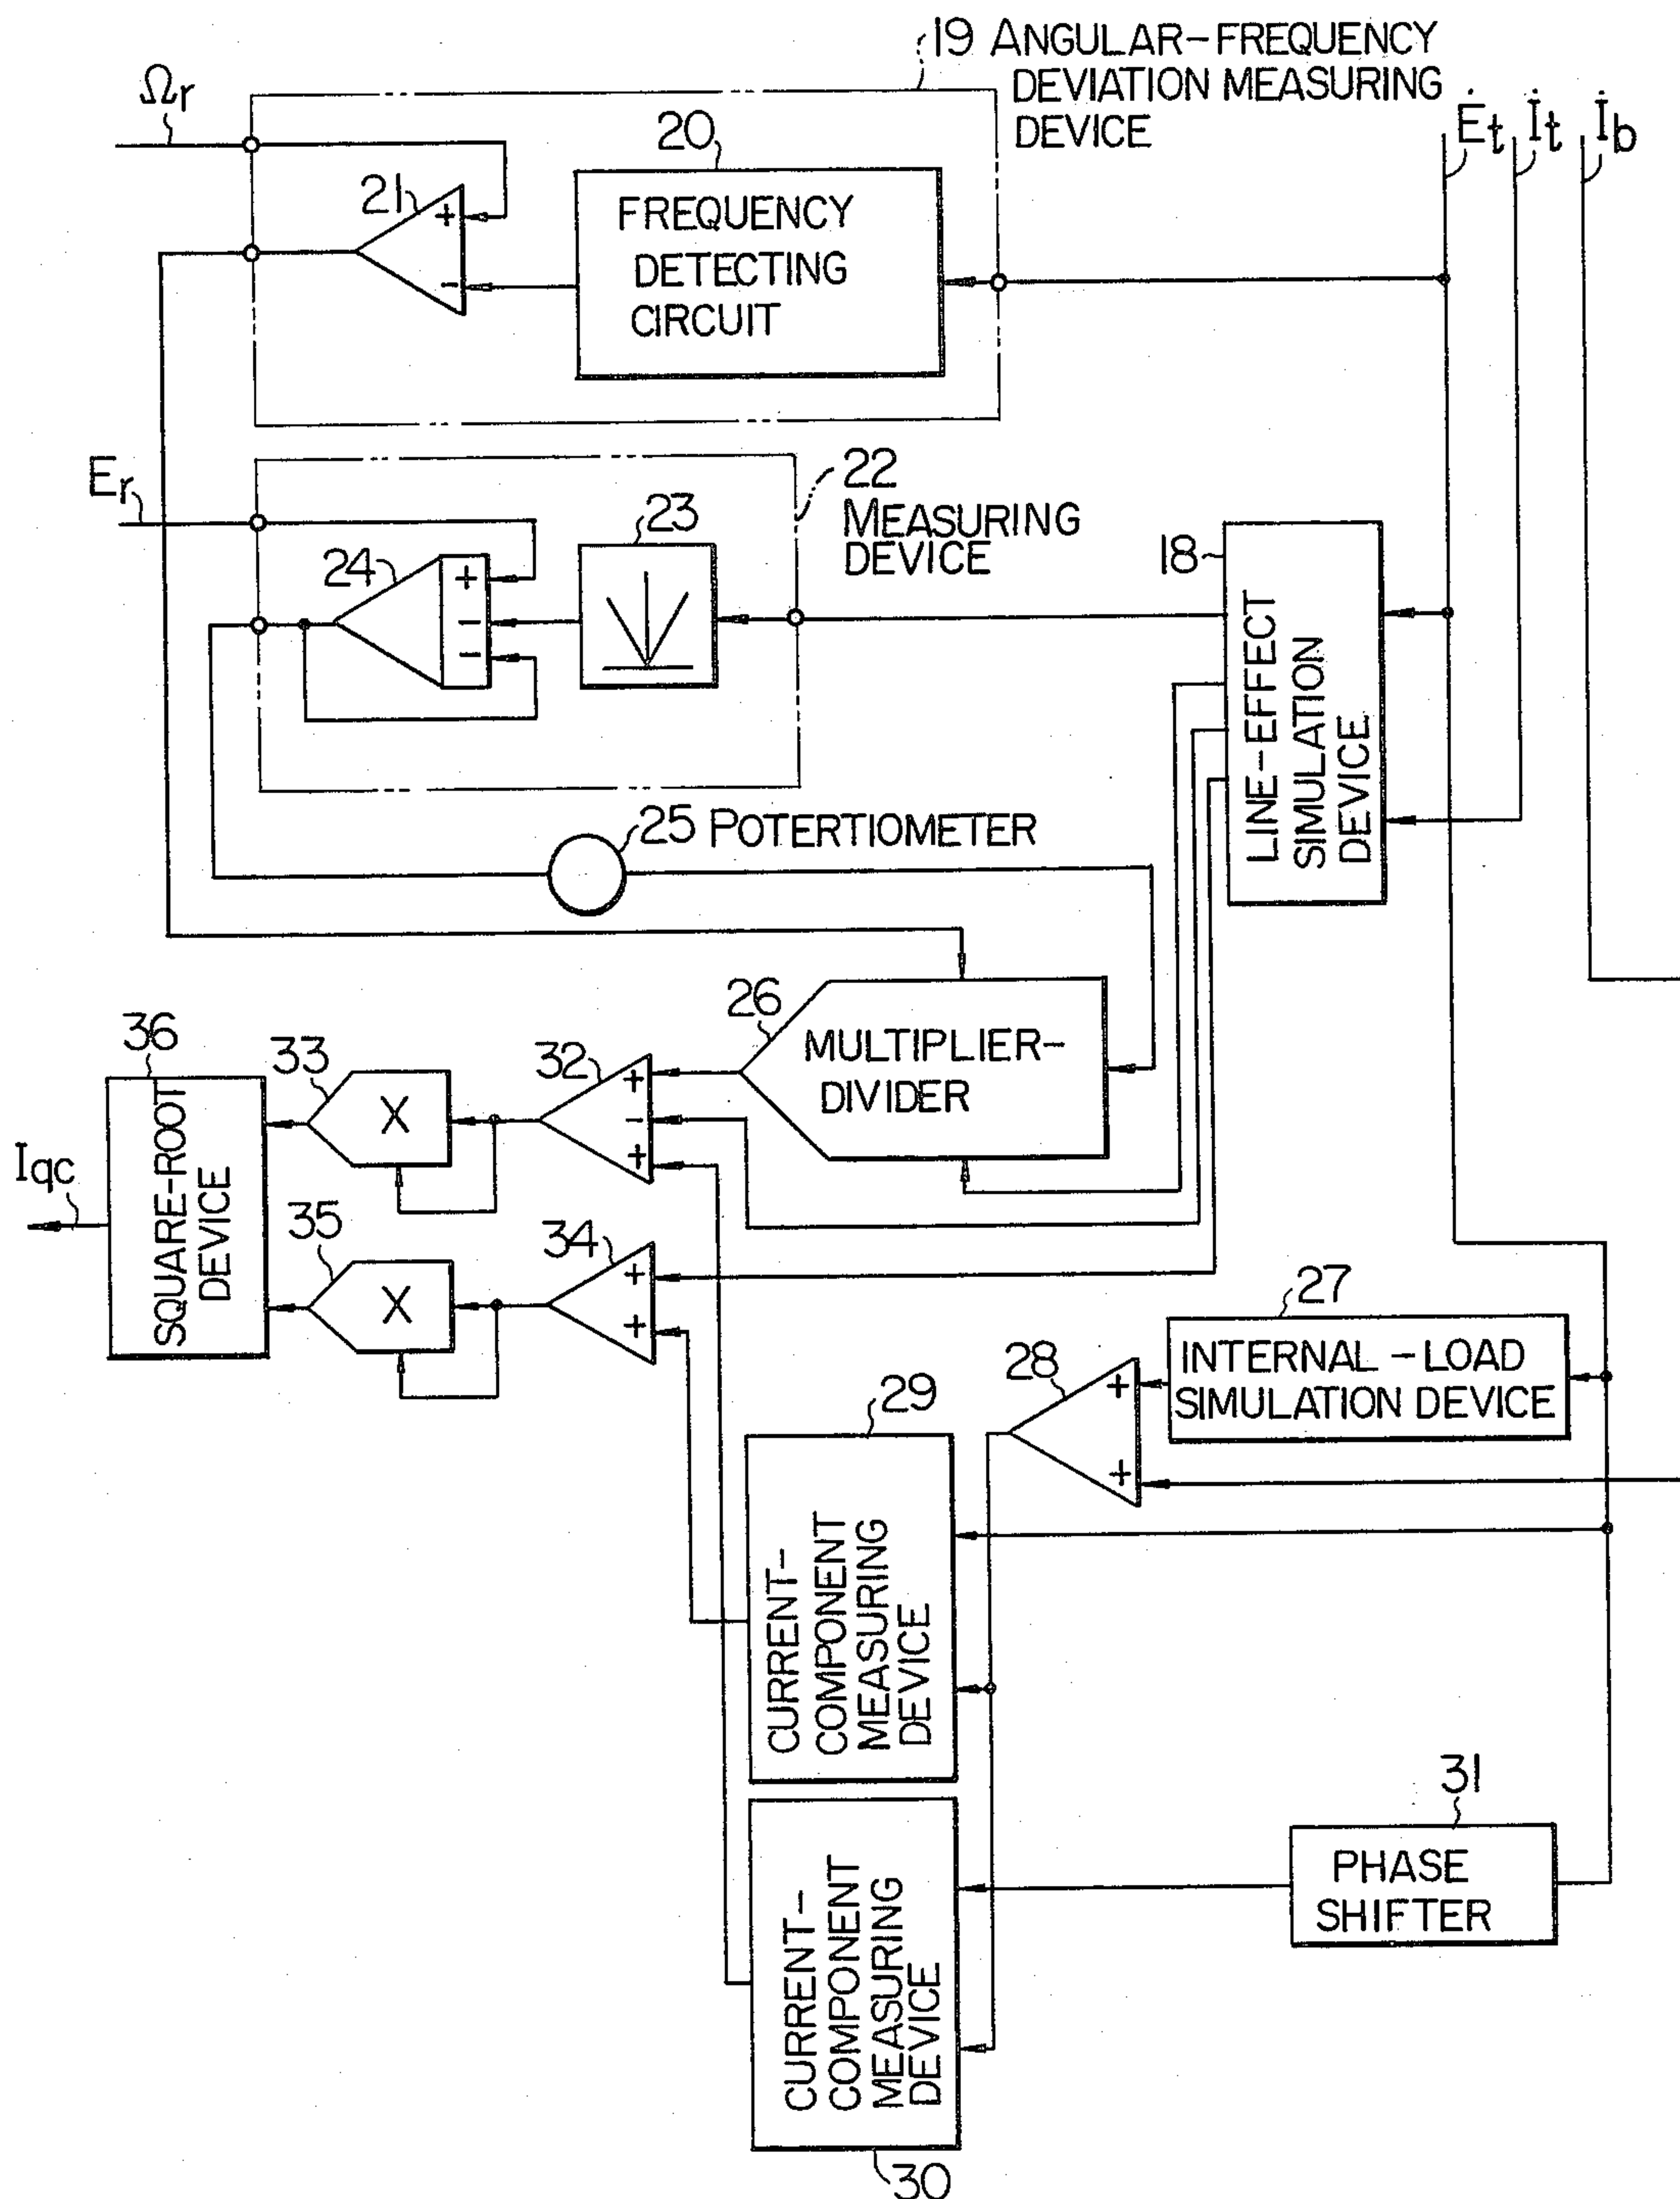 19 ANGULAR-FREQUENCY
DEVIATION MEASURING
DEVICE
Ωr
Ėt
İt
İb
20
21
+
-
FREQUENCY
DETECTING
CIRCUIT
Er
22
MEASURING
DEVICE
23
24
+
-
-
18
LINE-EFFECT
SIMULATION
DEVICE
25 POTERTIOMETER
26
MULTIPLIER-
DIVIDER
36
SQUARE-ROOT
DEVICE
33
X
32
+
-
+
Iqc
35
X
34
+
+
27
INTERNAL-LOAD
SIMULATION DEVICE
28
+
+
29
CURRENT-
COMPONENT
MEASURING
DEVICE
31
PHASE
SHIFTER
CURRENT-
COMPONENT
MEASURING
DEVICE
30